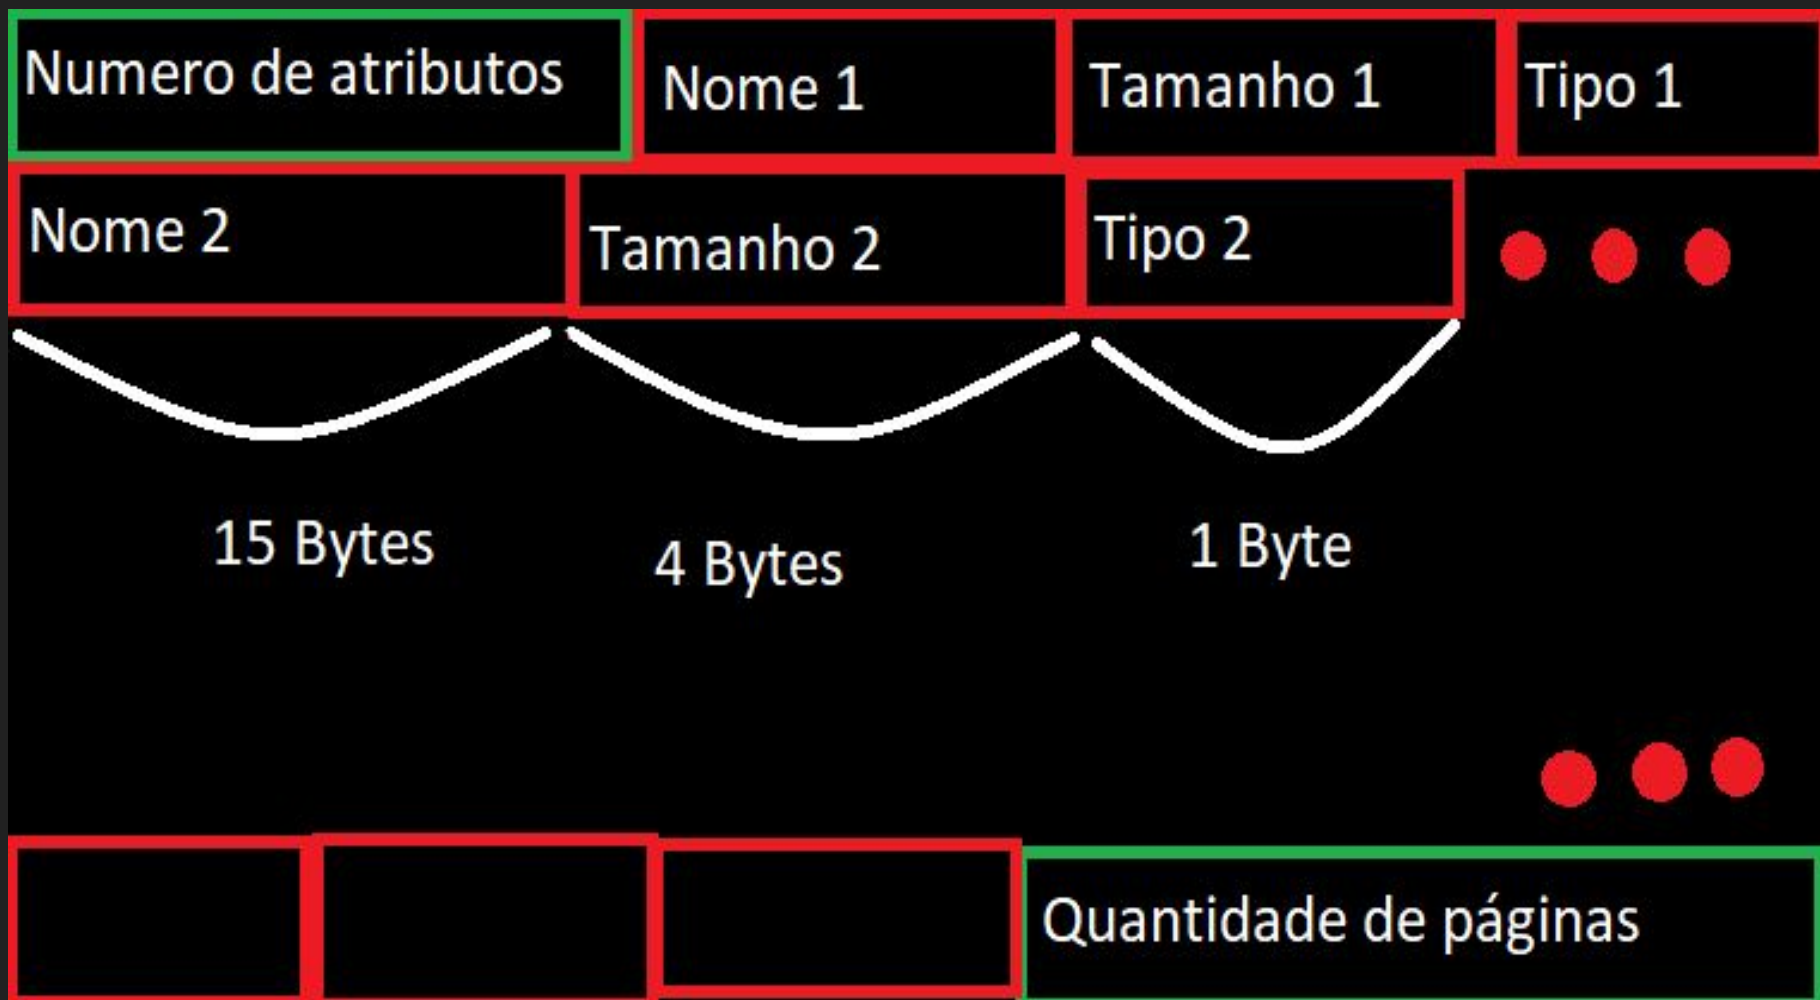 Numero de atributos
Nome 1
Tamanho 1
Tipo 1
Nome 2
Tamanho 2
Tipo 2
15 Bytes
4 Bytes
1 Byte
Quantidade de páginas